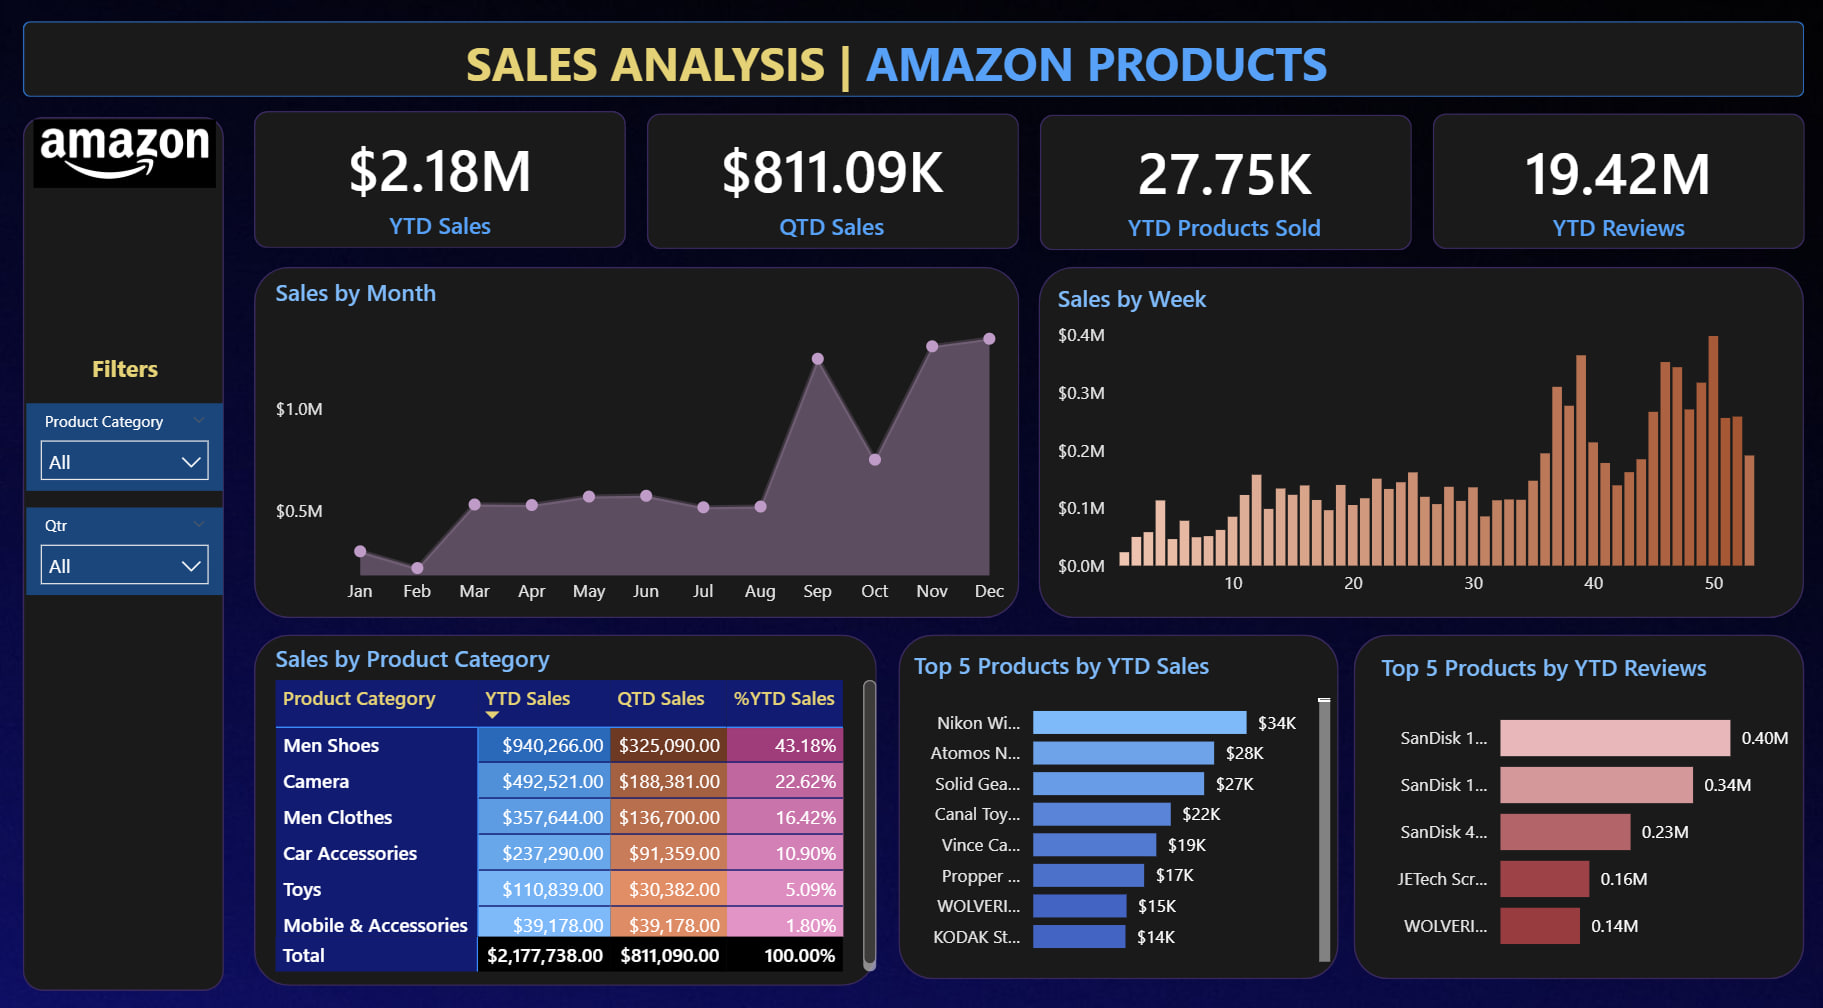 SALES ANALYSIS | AMAZON PRODUCTS
amazon
$2.18M
YTD Sales
$811.09K
QTD Sales
27.75K
YTD Products Sold
19.42M
YTD Reviews
Filters
Product Category
All
Qtr
All
Sales by Month
$1.0M
$0.5M
Jan Feb Mar Apr May Jun Jul Aug Sep Oct Nov Dec
Sales by Week
$0.4M
$0.3M
$0.2M
$0.1M
$0.0M
10 20 30 40 50
Sales by Product Category
Product Category YTD Sales QTD Sales %YTD Sales
Men Shoes $940,266.00 $325,090.00 43.18%
Camera $492,521.00 $188,381.00 22.62%
Men Clothes $357,644.00 $136,700.00 16.42%
Car Accessories $237,290.00 $91,359.00 10.90%
Toys $110,839.00 $30,382.00 5.09%
Mobile & Accessories $39,178.00 $39,178.00 1.80%
Total $2,177,738.00 $811,090.00 100.00%
Top 5 Products by YTD Sales
Nikon Wi... $34K
Atomos N... $28K
Solid Gea... $27K
Canal Toy... $22K
Vince Ca... $19K
Propper ... $17K
WOLVERI... $15K
KODAK St... $14K
Top 5 Products by YTD Reviews
SanDisk 1... 0.40M
SanDisk 1... 0.34M
SanDisk 4... 0.23M
JETech Scr... 0.16M
WOLVERI... 0.14M